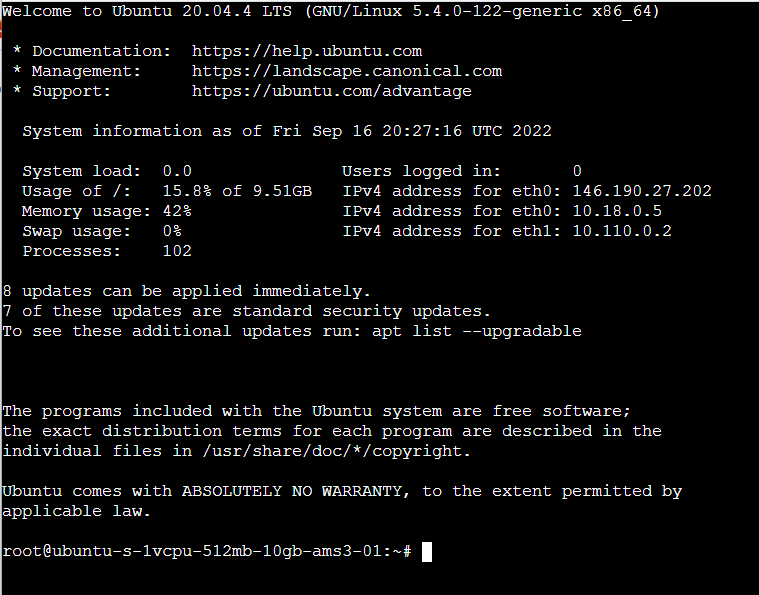 Welcome to Ubuntu 20.04.4 LTS (GNU/Linux 5.4.0-122-generic x86_64)
* Documentation: https://help.ubuntu.com
* Management: https://landscape.canonical.com
* Support: https://ubuntu.com/advantage
System information as of Fri Sep 16 20:27:16 UTC 2022
System load: 0.0 Users logged in: 0
Usage of /: 15.8% of 9.51GB IPv4 address for eth0: 146.190.27.202
Memory usage: 42% IPv4 address for eth0: 10.18.0.5
Swap usage: 0% IPv4 address for eth1: 10.110.0.2
Processes: 102
8 updates can be applied immediately.
7 of these updates are standard security updates.
To see these additional updates run: apt list --upgradable
The programs included with the Ubuntu system are free software;
the exact distribution terms for each program are described in the
individual files in /usr/share/doc/*/copyright.
Ubuntu comes with ABSOLUTELY NO WARRANTY, to the extent permitted by
applicable law.
root@ubuntu-s-1vcpu-512mb-10gb-ams3-01:~#